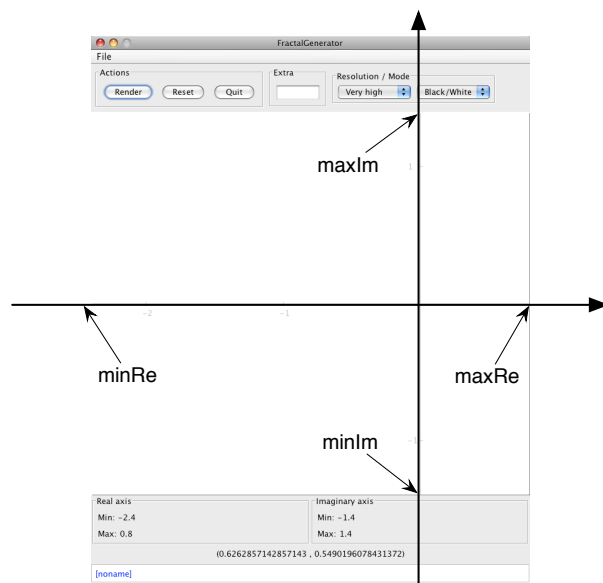 FractalGenerator
File
Actions
Extra
Resolution / Mode
Render
Reset
Quit
Very high
Black/White
maxIm
1
-2
-1
minRe
maxRe
minIm
-1
Real axis
Imaginary axis
Min: -2.4
Min: -1.4
Max: 0.8
Max: 1.4
(0.6262857142857143 , 0.5490196078431372)
[noname]